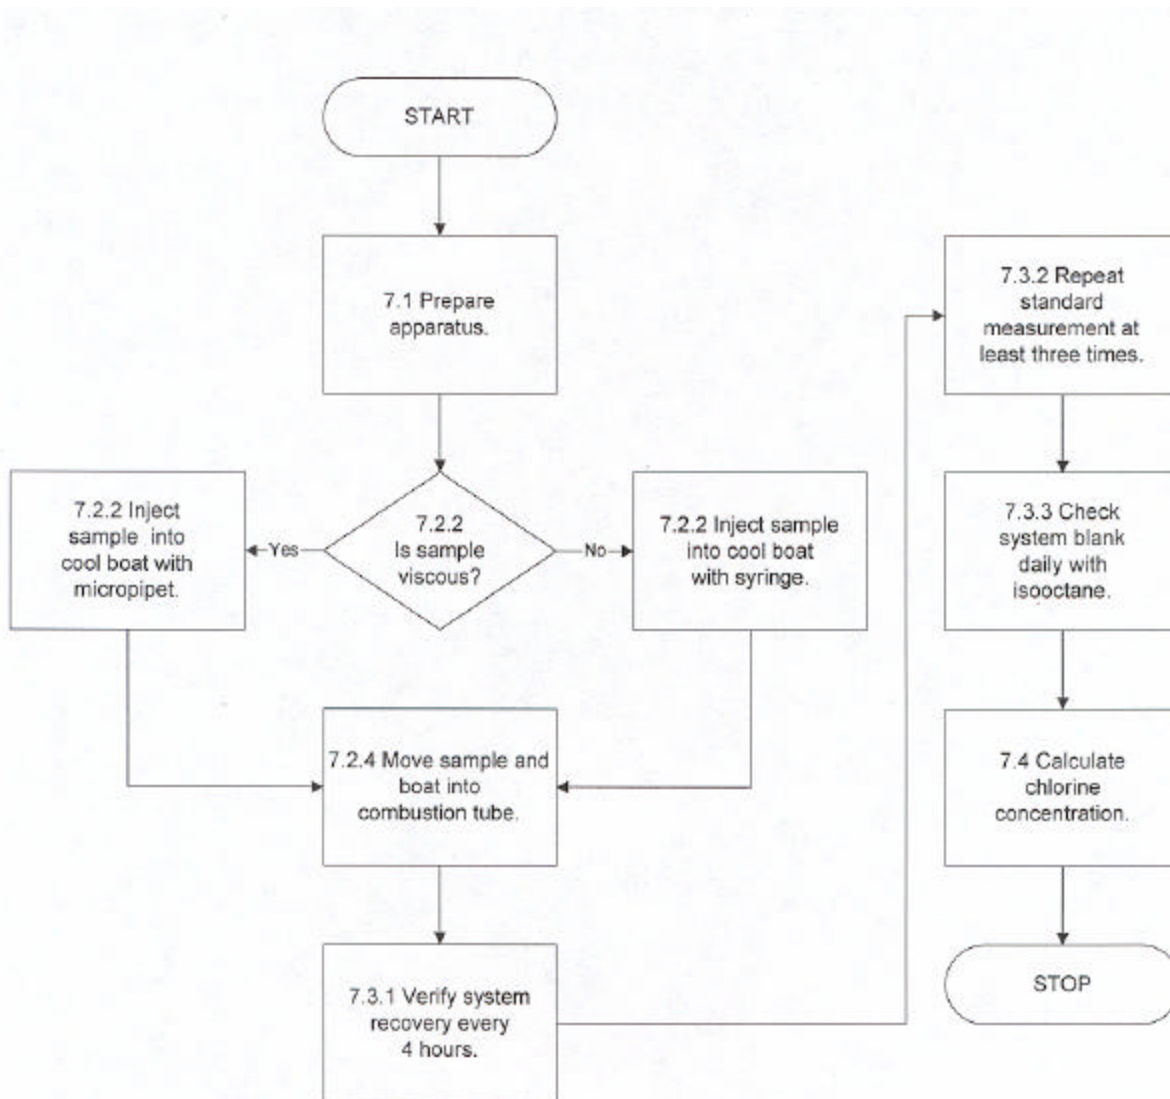 START
7.1 Prepare
apparatus.
7.2.2
Is sample
viscous?
Yes
No
7.2.2 Inject
sample into
cool boat with
micropipet.
7.2.2 Inject sample
into cool boat
with syringe.
7.2.4 Move sample and
boat into
combustion tube.
7.3.1 Verify system
recovery every
4 hours.
7.3.2 Repeat
standard
measurement at
least three times.
7.3.3 Check
system blank
daily with
isooctane.
7.4 Calculate
chlorine
concentration.
STOP